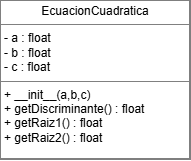 EcuacionCuadratica
- a : float
- b : float
- c : float
+ __init__(a,b,c)
+ getDiscriminante() : float
+ getRaiz1() : float
+ getRaiz2() : float